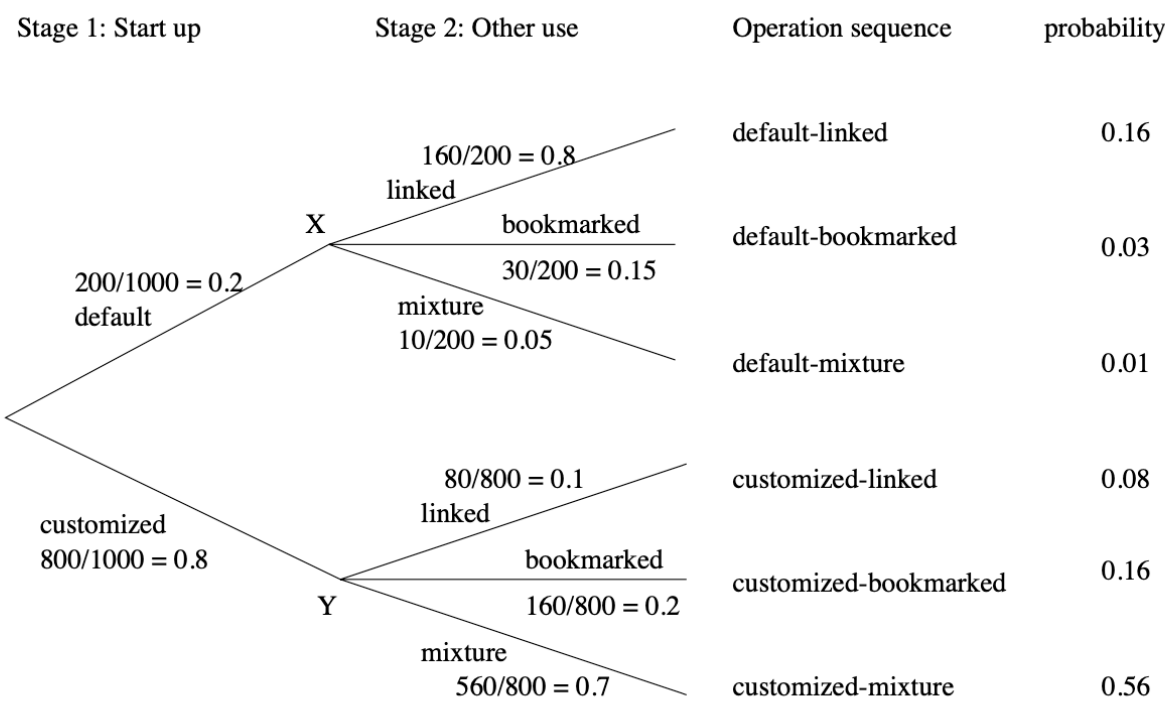 Stage 1: Start up
Stage 2: Other use
Operation sequence
probability
default-linked
0.16
160/200 = 0.8
linked
X
bookmarked
default-bookmarked
0.03
30/200 = 0.15
200/1000 = 0.2
default
mixture
10/200 = 0.05
default-mixture
0.01
80/800 = 0.1
linked
customized-linked
0.08
customized
800/1000 = 0.8
bookmarked
customized-bookmarked
0.16
Y
160/800 = 0.2
mixture
560/800 = 0.7
customized-mixture
0.56